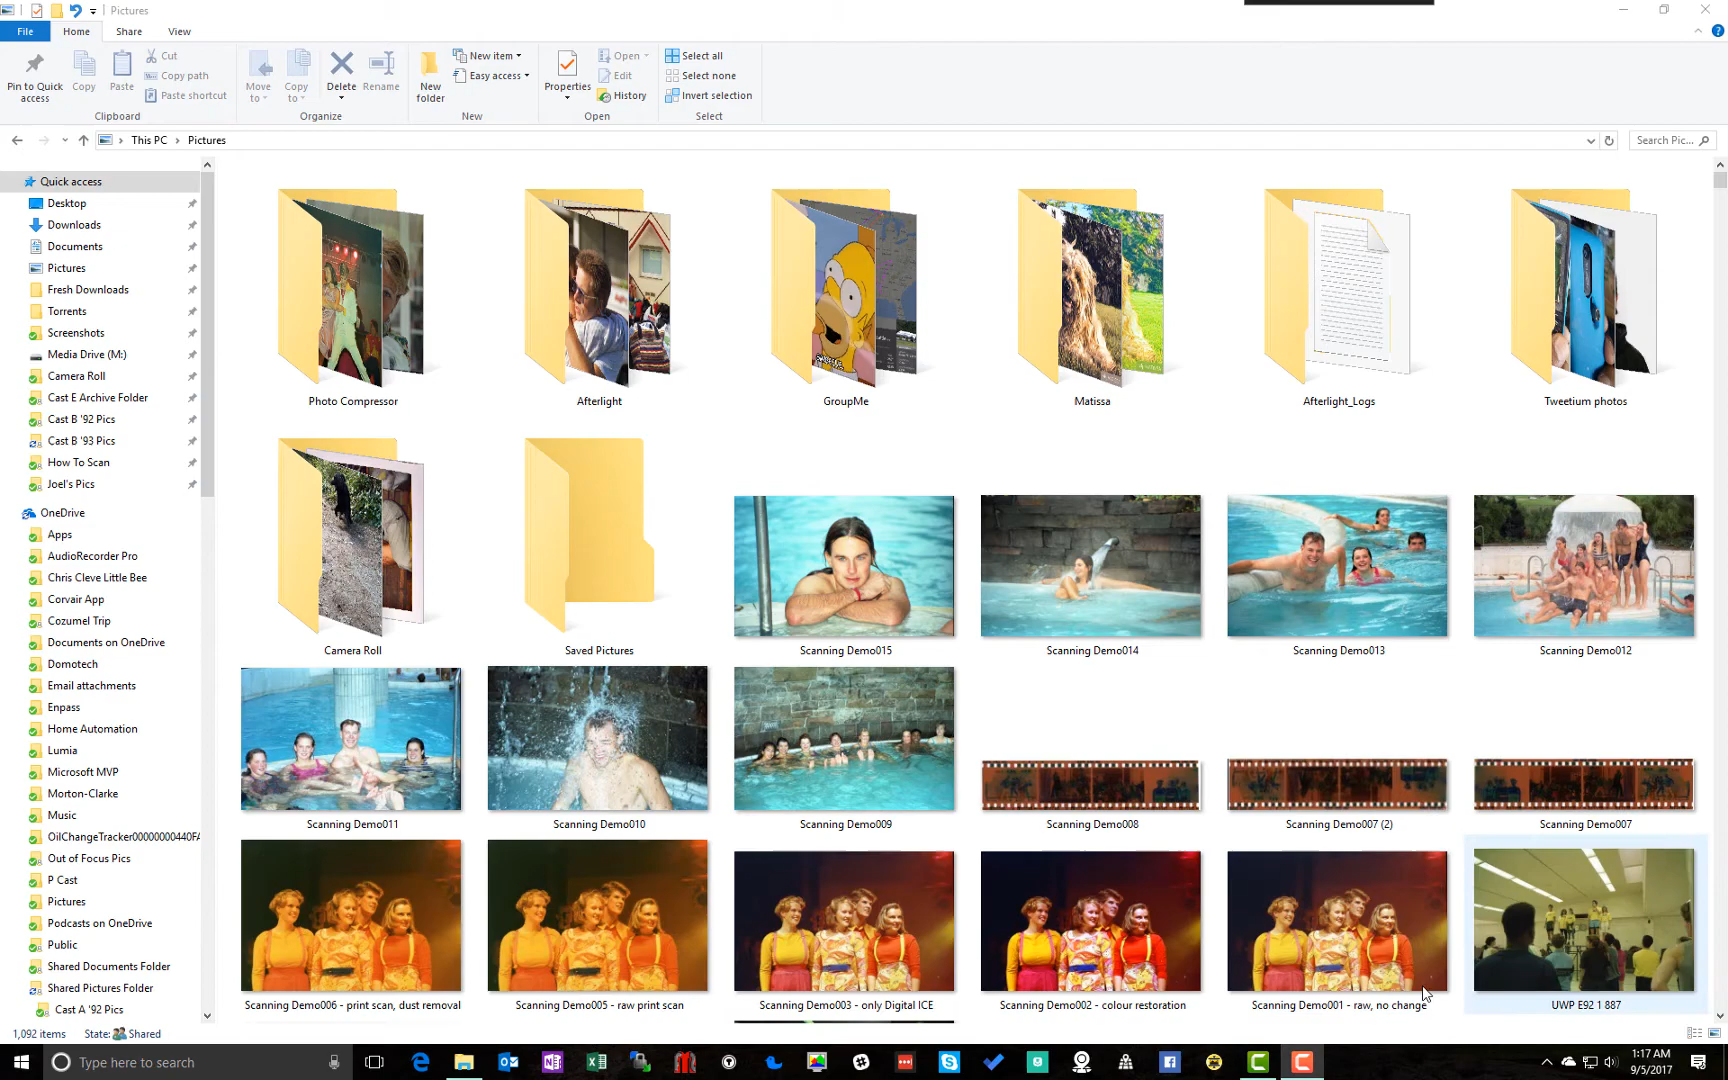 Pictures
File Home Share View
Pin to Quick access
Copy
Paste
Cut
Copy path
Paste shortcut
Clipboard
Move to
Copy to
Delete
Rename
Organize
New folder
New item
Easy access
New
Properties
Open
Edit
History
Open
Select all
Select none
Invert selection
Select
This PC > Pictures
Search Pic...
Quick access
Desktop
Downloads
Documents
Pictures
Fresh Downloads
Torrents
Screenshots
Media Drive (M:)
Camera Roll
Cast E Archive Folder
Cast B '92 Pics
Cast B '93 Pics
How To Scan
Joel's Pics
OneDrive
Apps
AudioRecorder Pro
Chris Cleve Little Bee
Corvair App
Cozumel Trip
Documents on OneDrive
Domotech
Email attachments
Enpass
Home Automation
Lumia
Microsoft MVP
Morton-Clarke
Music
OilChangeTracker00000000440FA
Out of Focus Pics
P Cast
Pictures
Podcasts on OneDrive
Public
Shared Documents Folder
Shared Pictures Folder
Cast A '92 Pics
Photo Compressor
Afterlight
GroupMe
Matissa
Afterlight_Logs
Tweetium photos
Camera Roll
Saved Pictures
Scanning Demo015
Scanning Demo014
Scanning Demo013
Scanning Demo012
Scanning Demo011
Scanning Demo010
Scanning Demo009
Scanning Demo008
Scanning Demo007 (2)
Scanning Demo007
Scanning Demo006 - print scan, dust removal
Scanning Demo005 - raw print scan
Scanning Demo003 - only Digital ICE
Scanning Demo002 - colour restoration
Scanning Demo001 - raw, no change
UWP E92 1 887
1,092 items State: Shared
Type here to search
1:17 AM
9/5/2017